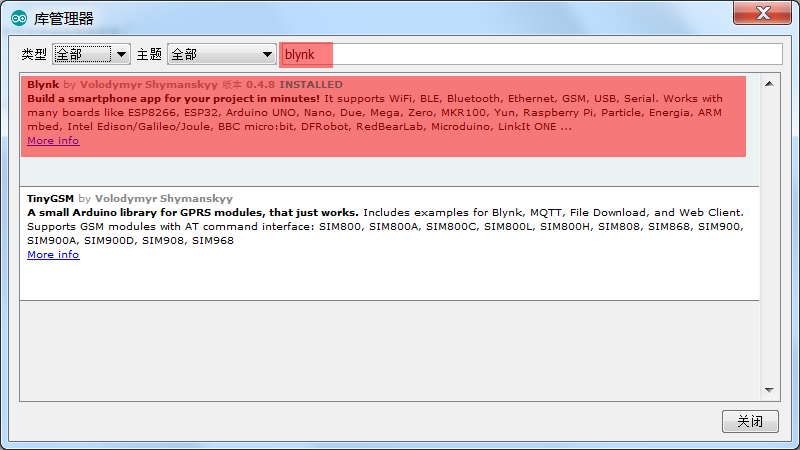 库管理器
类型 全部 主题 全部 blynk
Blynk by Volodymyr Shymanskyy 版本 0.4.8 INSTALLED
Build a smartphone app for your project in minutes! It supports WiFi, BLE, Bluetooth, Ethernet, GSM, USB, Serial. Works with
many boards like ESP8266, ESP32, Arduino UNO, Nano, Due, Mega, Zero, MKR100, Yun, Raspberry Pi, Particle, Energia, ARM
mbed, Intel Edison/Galileo/Joule, BBC micro:bit, DFRobot, RedBearLab, Microduino, LinkIt ONE ...
More info
TinyGSM by Volodymyr Shymanskyy
A small Arduino library for GPRS modules, that just works. Includes examples for Blynk, MQTT, File Download, and Web Client.
Supports GSM modules with AT command interface: SIM800, SIM800A, SIM800C, SIM800L, SIM800H, SIM808, SIM868, SIM900,
SIM900A, SIM900D, SIM908, SIM968
More info
关闭